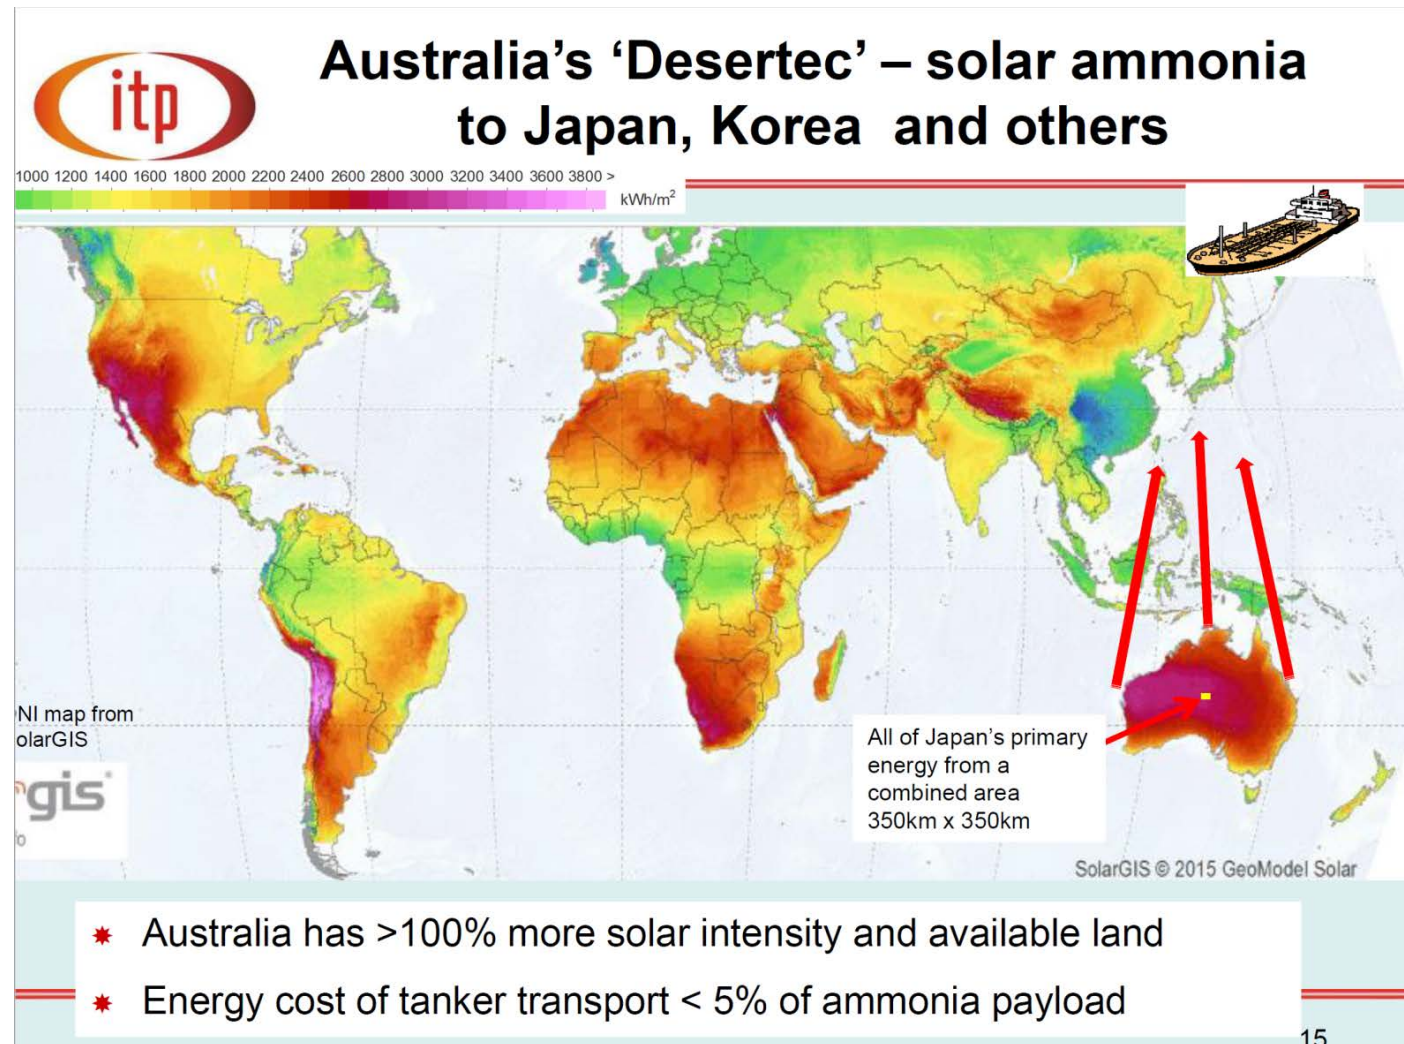 itp
Australia's ‘Desertec’ – solar ammonia
to Japan, Korea and others
1000 1200 1400 1600 1800 2000 2200 2400 2600 2800 3000 3200 3400 3600 3800 >
kWh/m²
NI map from
olarGIS
gis®
All of Japan's primary
energy from a
combined area
350km x 350km
SolarGIS © 2015 GeoModel Solar
Australia has >100% more solar intensity and available land
Energy cost of tanker transport < 5% of ammonia payload
15